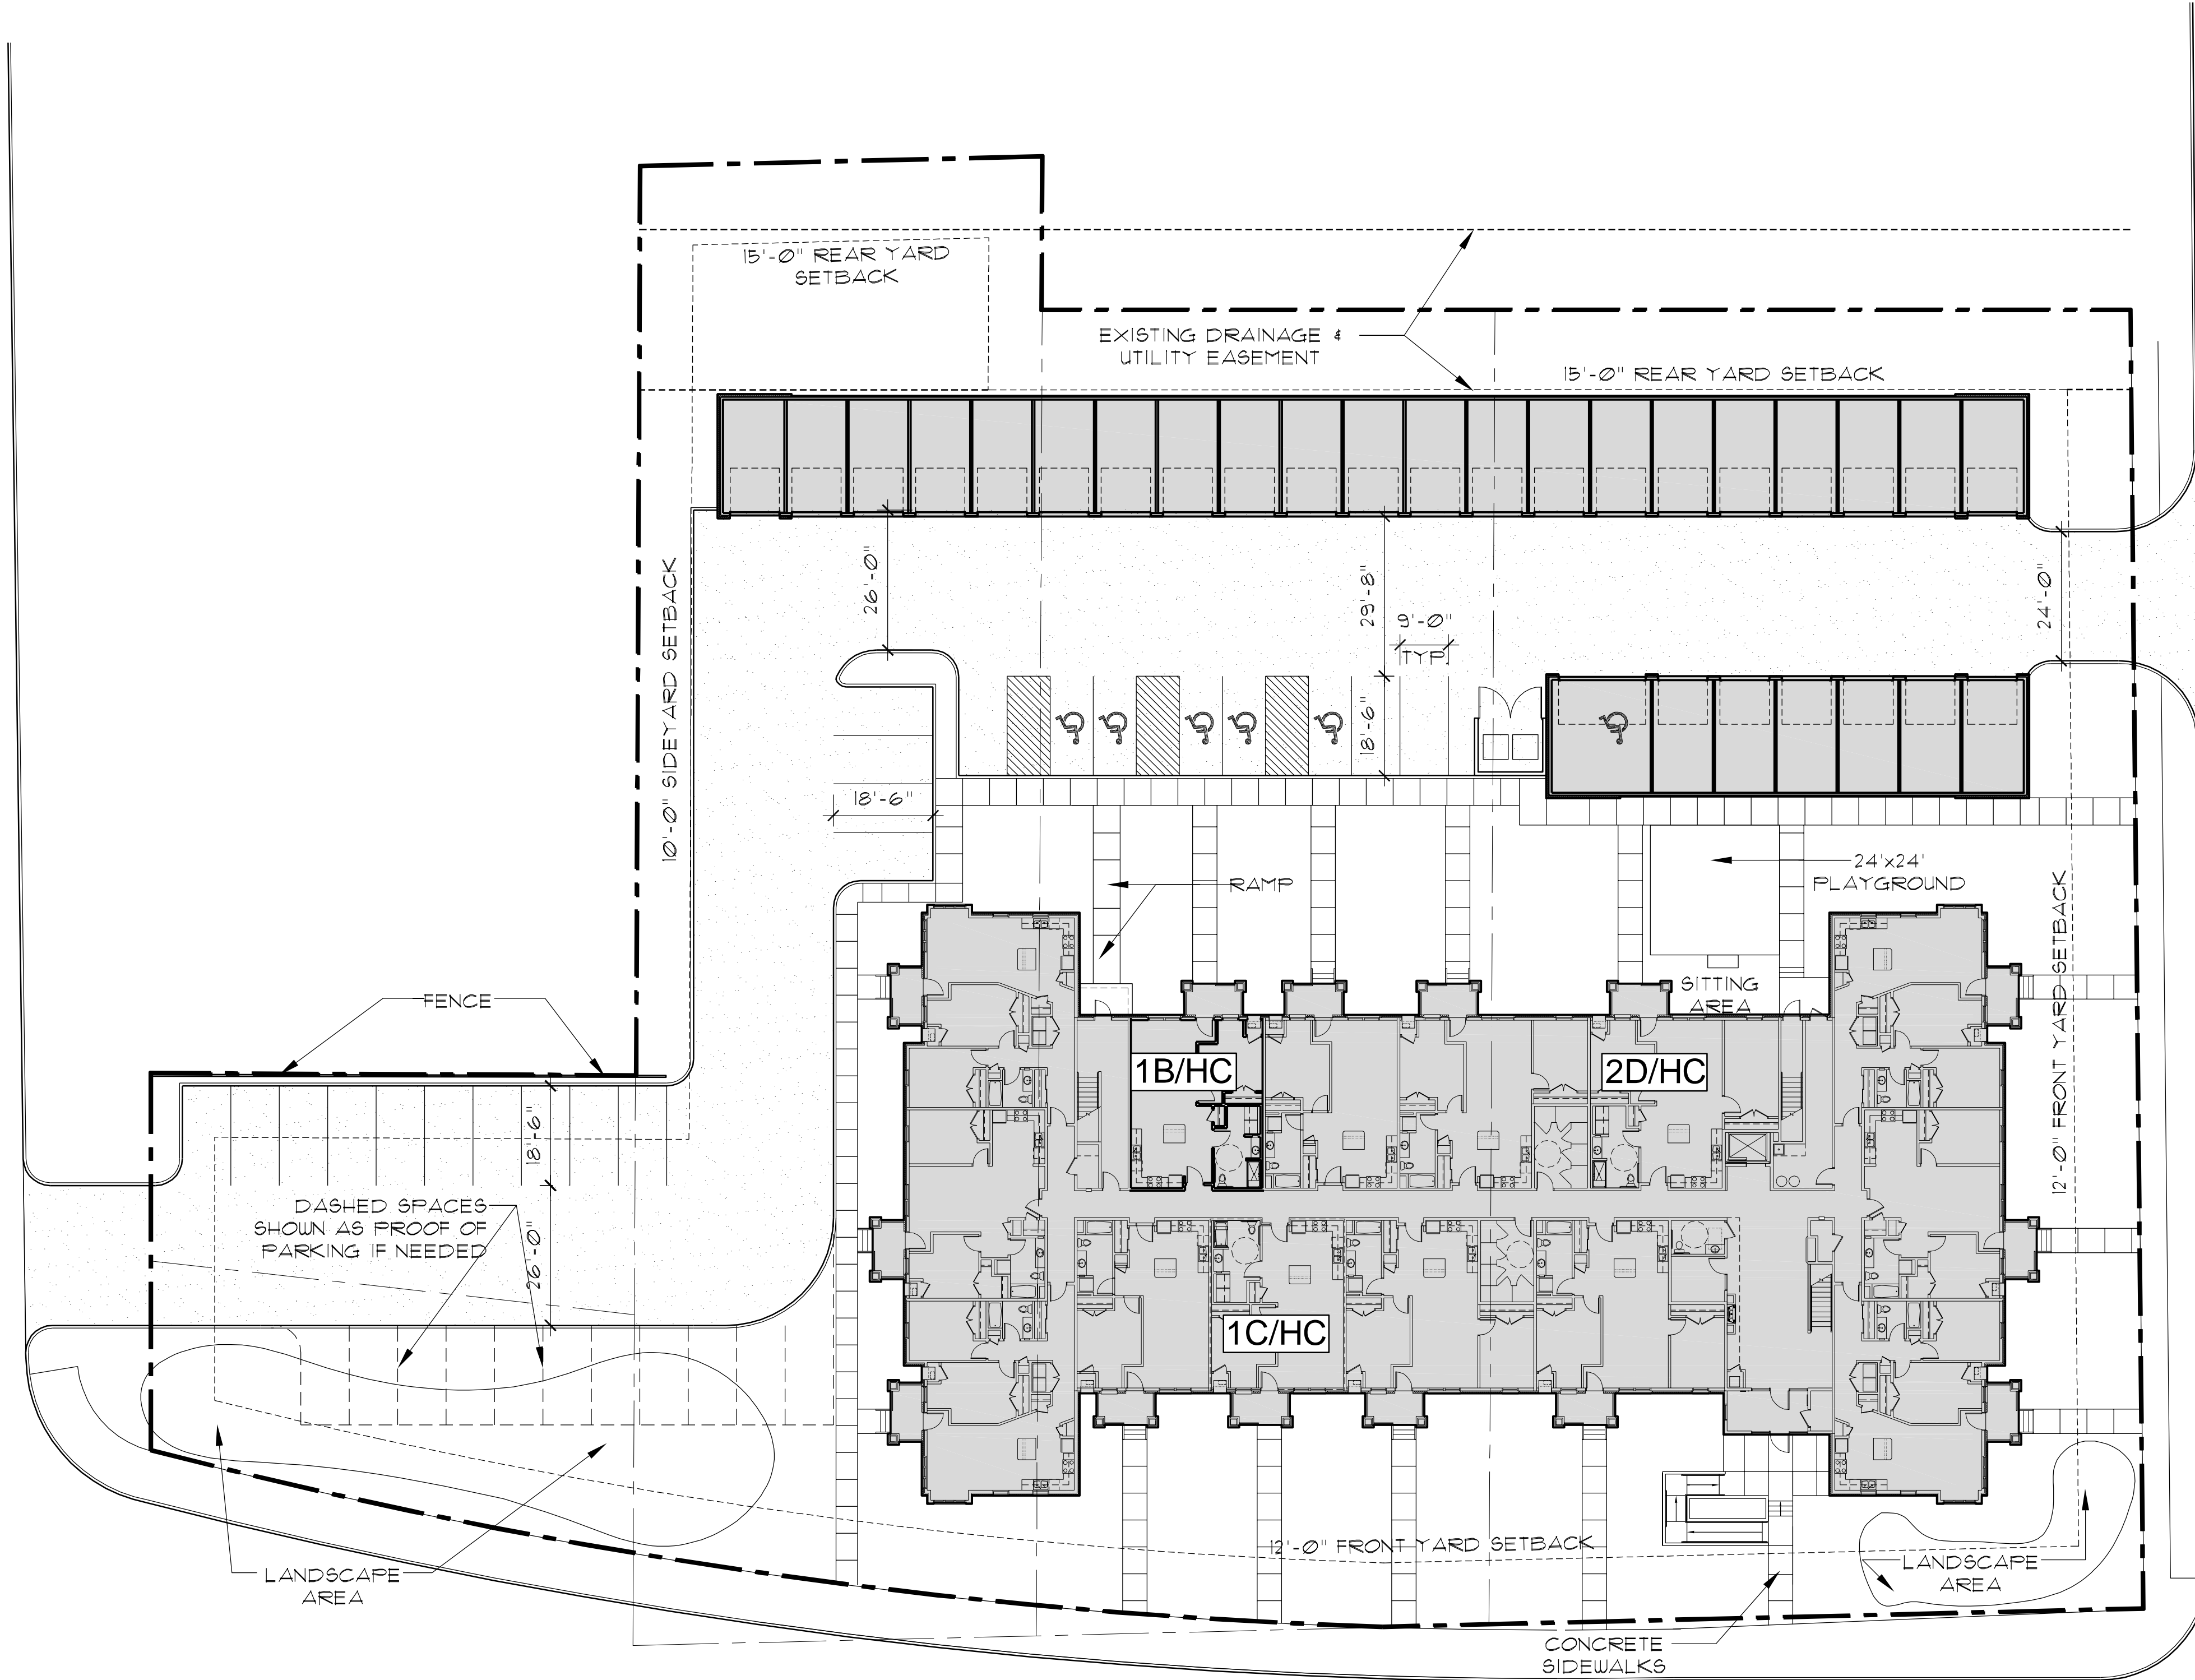 15'-0" REAR YARD
SETBACK
EXISTING DRAINAGE &
UTILITY EASEMENT
15'-0" REAR YARD SETBACK
10'-0" SIDEYARD SETBACK
26'-0"
29'-8"
9'-0"
TYP.
24'-0"
18'-6"
18'-6"
RAMP
24'x24'
PLAYGROUND
12'-0" FRONT YARD SETBACK
SITTING
AREA
FENCE
1B/HC
2D/HC
18'-6"
DASHED SPACES
SHOWN AS PROOF OF
PARKING IF NEEDED
26'-0"
1C/HC
12'-0" FRONT YARD SETBACK
LANDSCAPE
AREA
LANDSCAPE
AREA
CONCRETE
SIDEWALKS